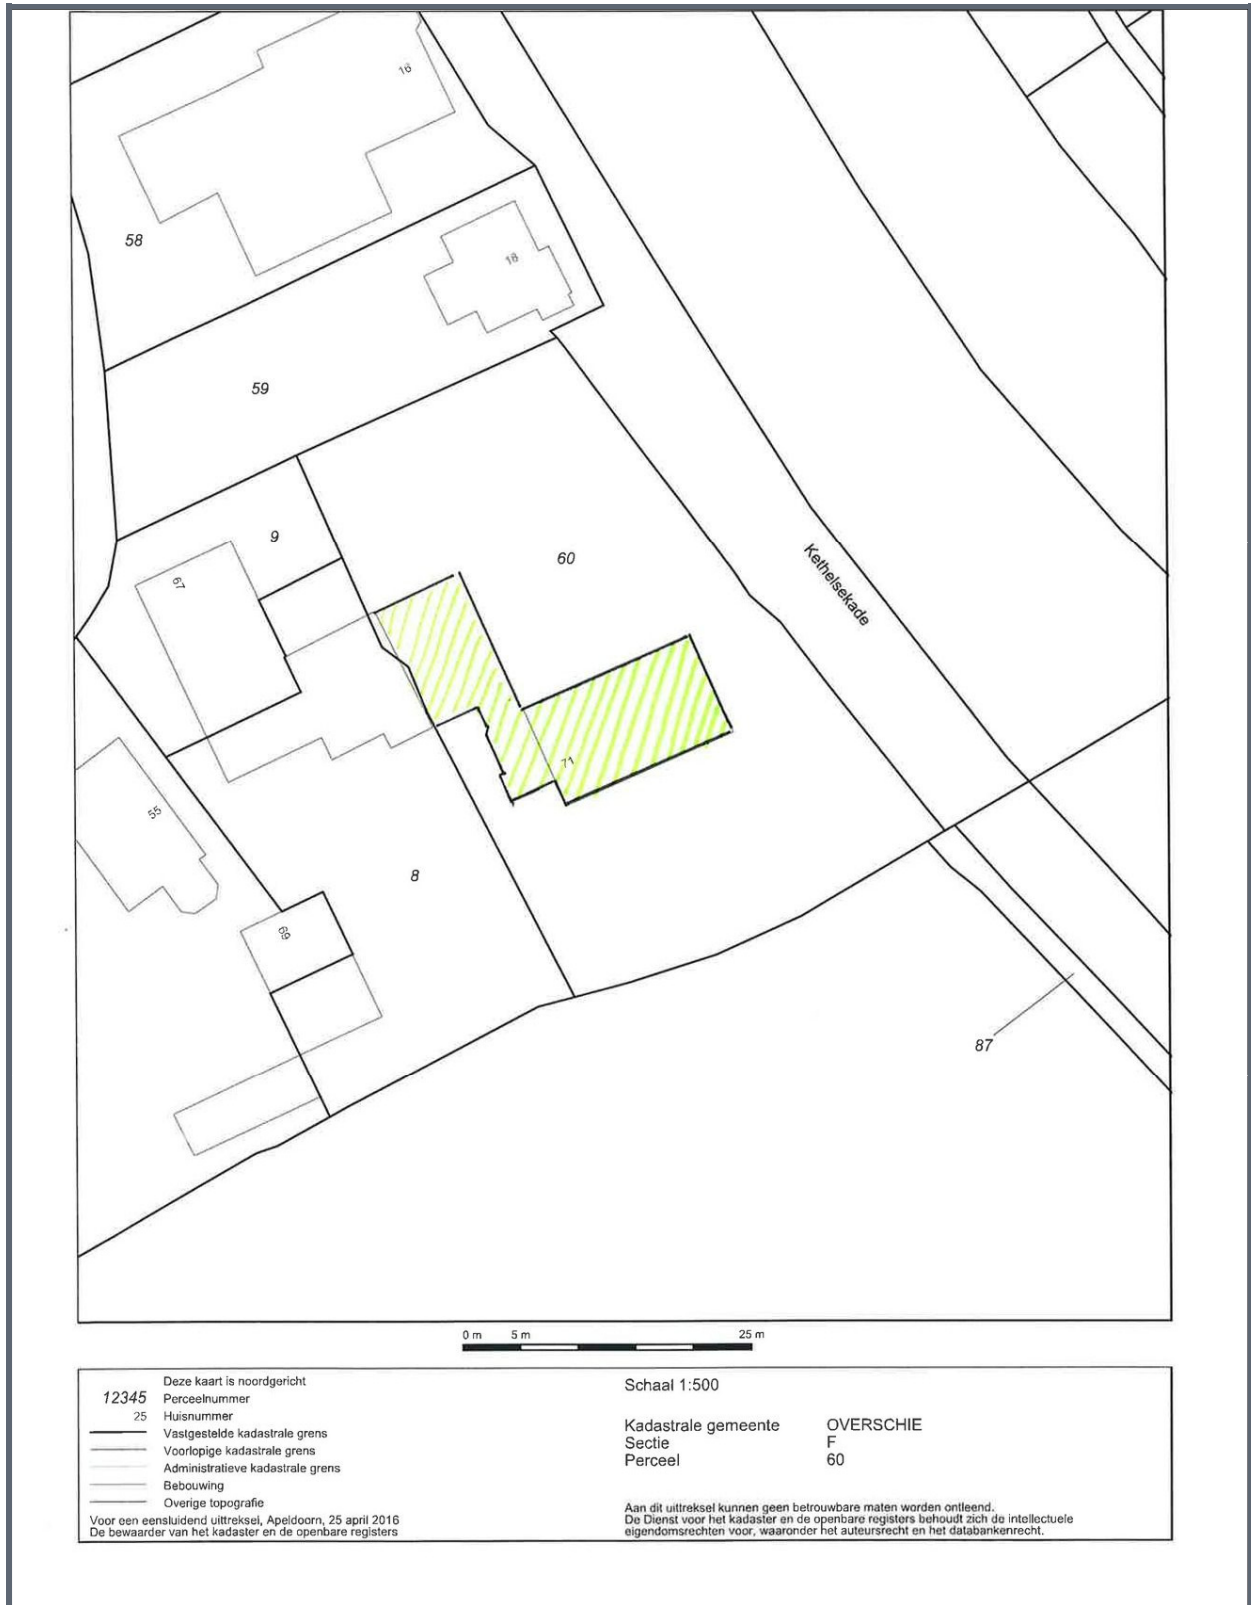 16
58
18
59
9
67
60
Kethelsekade
71
55
8
69
87
0 m 5 m 25 m
Deze kaart is noordgericht
12345 Perceelnummer
25 Huisnummer
Vastgestelde kadastrale grens
Voorlopige kadastrale grens
Administratieve kadastrale grens
Bebouwing
Overige topografie
Voor een eensluidend uittreksel, Apeldoorn, 25 april 2016
De bewaarder van het kadaster en de openbare registers
Schaal 1:500
Kadastrale gemeente OVERSCHIE
Sectie F
Perceel 60
Aan dit uittreksel kunnen geen betrouwbare maten worden ontleend.
De Dienst voor het kadaster en de openbare registers behoudt zich de intellectuele
eigendomsrechten voor, waaronder het auteursrecht en het databankenrecht.